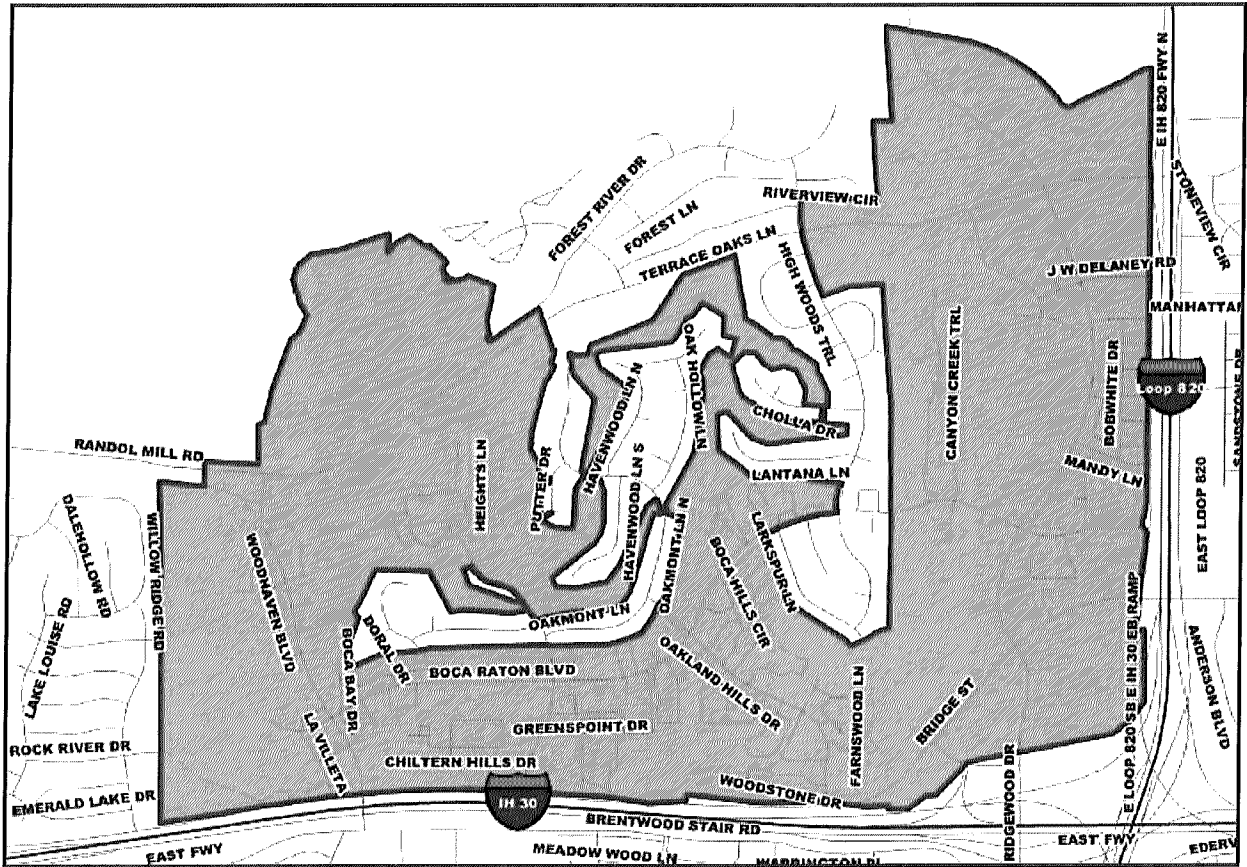 E IH 820 FWY N
STONEVIEW CIR
FOREST RIVER DR
FOREST LN
RIVERVIEW CIR
TERRACE OAKS LN
HIGH WOODS TRL
J W DELANEY RD
MANHATTA
CANYON CREEK TRL
BOBWHITE DR
Loop 820
SANDSTONE DR
OAK HOLLOW LN
HAVENWOOD LN N
CHOLLA DR
RANDOL MILL RD
HEIGHTS LN
PUTTER DR
HAVENWOOD LN S
LANTANA LN
MANDY LN
EAST LOOP 820
DALEHOLLOW RD
WILLOW RIDGE RD
WOODHAVEN BLVD
OAKMONT LN N
BOCA HILLS CIR
LARKSPUR LN
LAKE LOUISE RD
DORAL DR
BOCA BAY DR
OAKMONT LN
BOCA RATON BLVD
OAKLAND HILLS DR
FARNSWOOD LN
BRIDGE ST
E LOOP 820 SB E IH 30 EB RAMP
ANDERSON BLVD
LA VILLETA
GREENSPOINT DR
ROCK RIVER DR
CHILTERN HILLS DR
EMERALD LAKE DR
IH 30
WOODSTONE DR
RIDGEWOOD DR
BRENTWOOD STAIR RD
EAST FWY
EAST FWY
MEADOW WOOD LN
WARRINGTON PL
EDERV